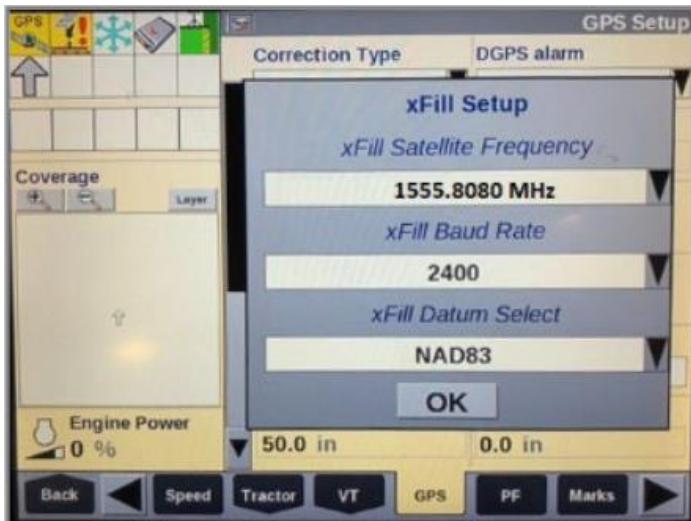 GPS
GPS Setup
Correction Type
DGPS alarm
xFill Setup
xFill Satellite Frequency
1555.8080 MHz
xFill Baud Rate
2400
xFill Datum Select
NAD83
OK
Coverage
Layer
Engine Power
0 %
50.0 in
0.0 in
Back
Speed
Tractor
VT
GPS
PF
Marks